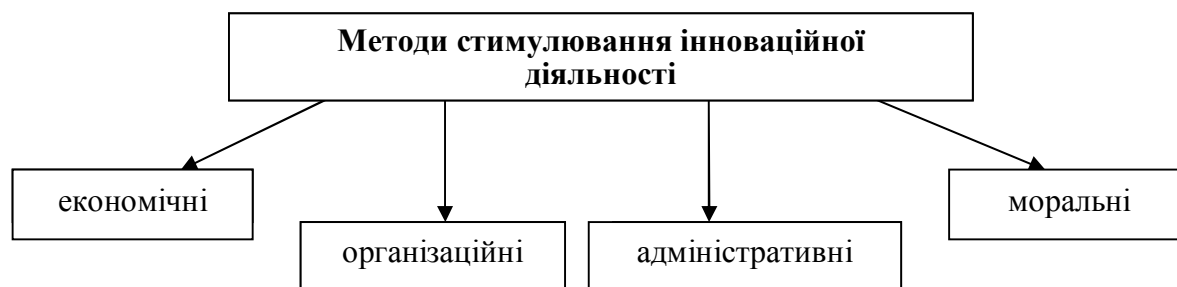 Методи стимулювання інноваційної
діяльності
економічні
моральні
організаційні
адміністративні